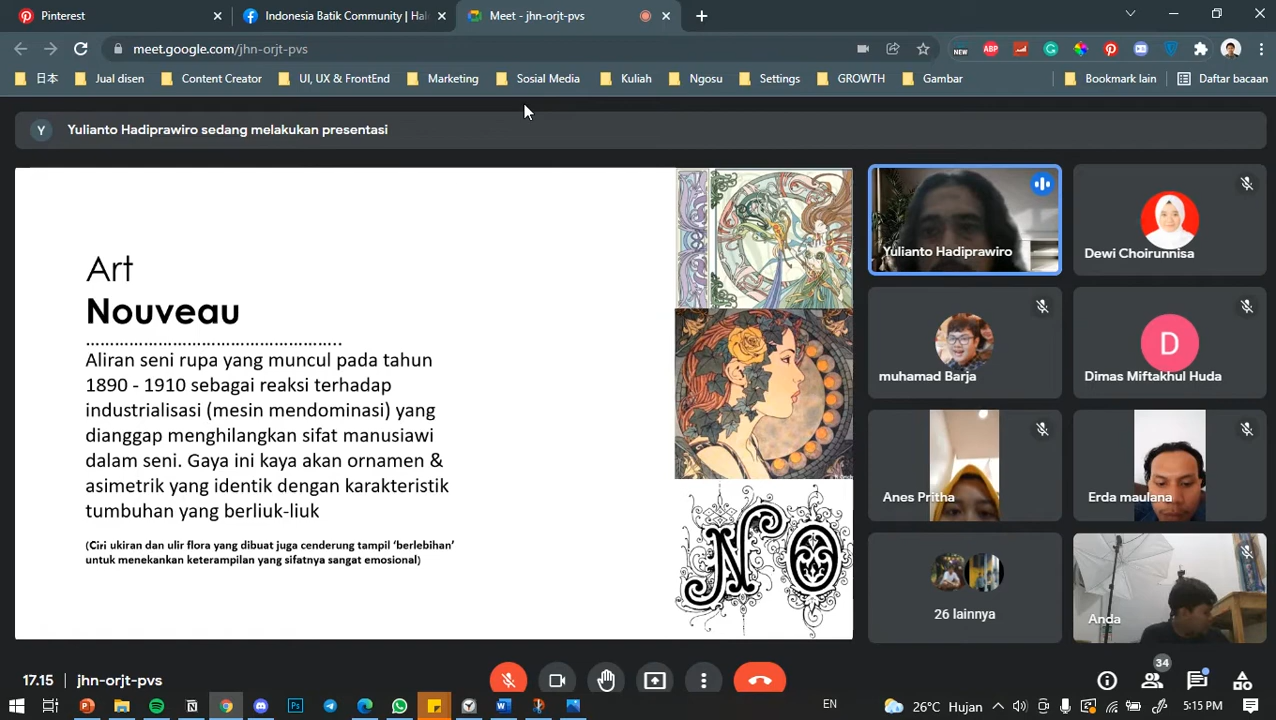 Pinterest
Indonesia Batik Community | Hal
Meet - jhn-orjt-pvs
meet.google.com/jhn-orjt-pvs
NEW
ABP
日本
Jual disen
Content Creator
UI, UX & FrontEnd
Marketing
Sosial Media
Kuliah
Ngosu
Settings
GROWTH
Gambar
Bookmark lain
Daftar bacaan
Y
Yulianto Hadiprawiro sedang melakukan presentasi
Art
Nouveau
Aliran seni rupa yang muncul pada tahun
1890 - 1910 sebagai reaksi terhadap
industrialisasi (mesin mendominasi) yang
dianggap menghilangkan sifat manusiawi
dalam seni. Gaya ini kaya akan ornamen &
asimetrik yang identik dengan karakteristik
tumbuhan yang berliuk-liuk
(Ciri ukiran dan ulir flora yang dibuat juga cenderung tampil ‘berlebihan’
untuk menekankan keterampilan yang sifatnya sangat emosional)
N O
Yulianto Hadiprawiro
Dewi Choirunnisa
muhamad Barja
D
Dimas Miftakhul Huda
Anes Pritha
Erda maulana
26 lainnya
Anda
17.15
jhn-orjt-pvs
34
EN
26°C Hujan
5:15 PM